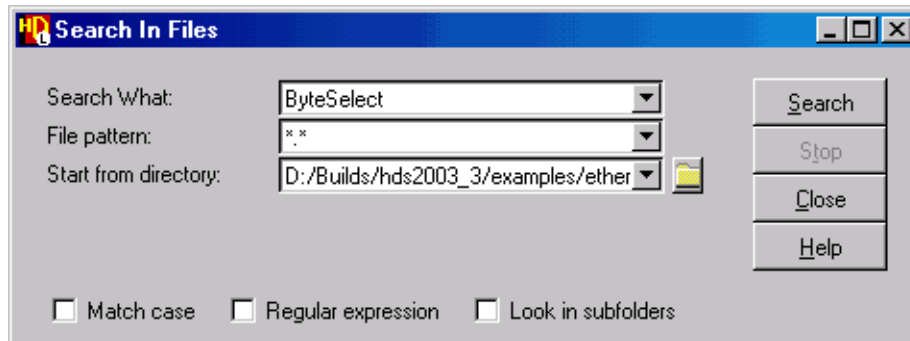 HDL Search In Files
Search What: ByteSelect Search
File pattern: *.* Stop
Start from directory: D:/Builds/hds2003_3/examples/ether Close
Help
Match case Regular expression Look in subfolders